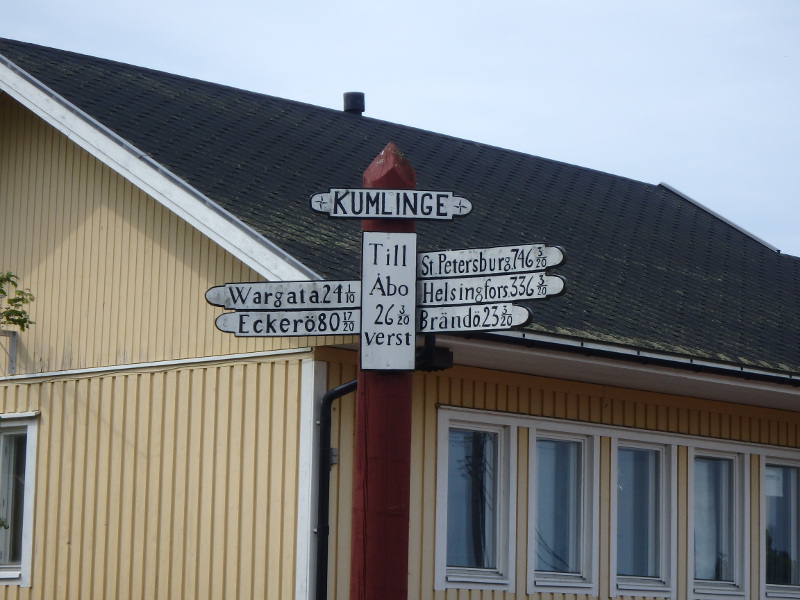 KUMLINGE
Till
Åbo
26 3/20
verst
Wargata.24 1/10
Eckerö.80 17/20
St.Petersburg.746 3/20
Helsingfors.336 3/20
Brändö.23 3/20